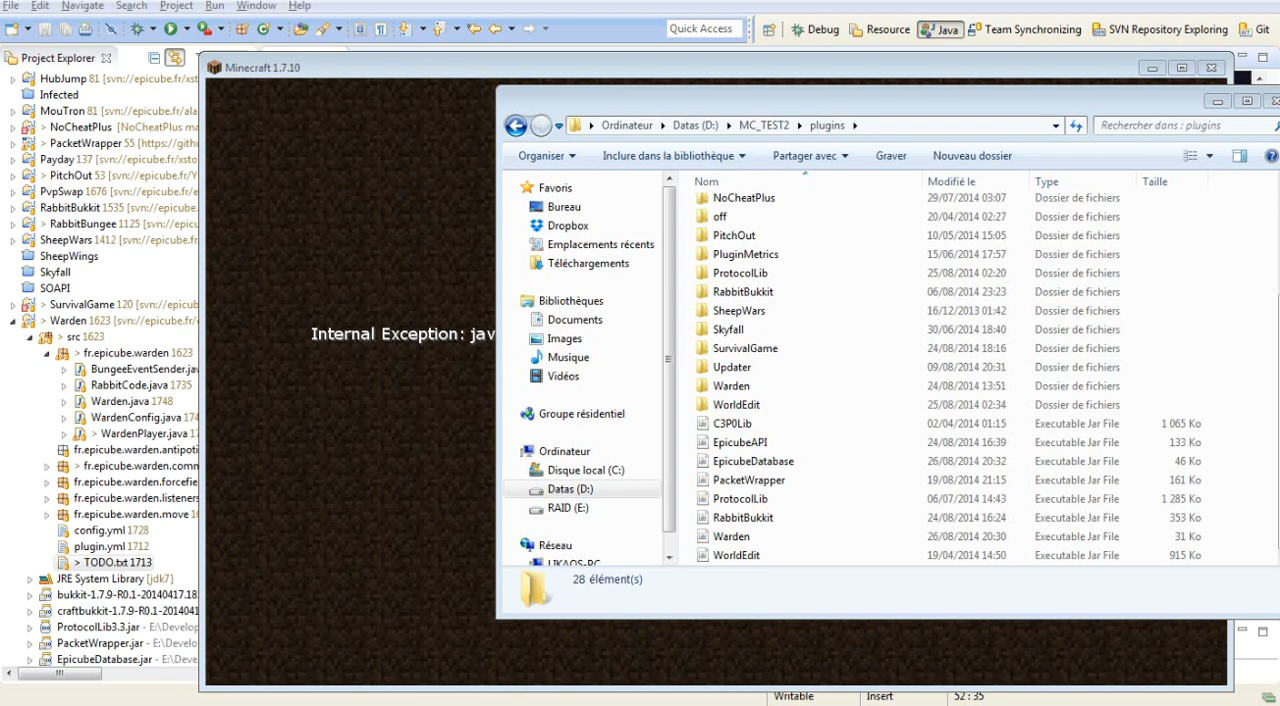 File Edit Navigate Search Project Run Window Help
Quick Access
Debug Resource Java Team Synchronizing SVN Repository Exploring Git
Project Explorer
HubJump 81 [svn://epicube.fr/xst
Infected
MouTron 81 [svn://epicube.fr/ala
> NoCheatPlus [NoCheatPlus ma
> PacketWrapper 55 [https://gith
Payday 137 [svn://epicube.fr/xsto
> PitchOut 53 [svn://epicube.fr/Y
PvpSwap 1676 [svn://epicube.fr/
RabbitBukkit 1535 [svn://epicube
> RabbitBungee 1125 [svn://epicu
SheepWars 1412 [svn://epicube.f
SheepWings
Skyfall
SOAPI
> SurvivalGame 120 [svn://epicub
> Warden 1623 [svn://epicube.fr/
> src 1623
> fr.epicube.warden 1623
BungeeEventSender.jav
RabbitCode.java 1735
Warden.java 1748
WardenConfig.java 174
> WardenPlayer.java 17
fr.epicube.warden.antipoti
> fr.epicube.warden.comm
fr.epicube.warden.forcefie
fr.epicube.warden.listeners
fr.epicube.warden.move 1
config.yml 1728
plugin.yml 1712
> TODO.txt 1713
JRE System Library [jdk7]
bukkit-1.7.9-R0.1-20140417.18
craftbukkit-1.7.9-R0.1-201404
ProtocolLib3.3.jar - E:\Develo
PacketWrapper.jar - E:\Develo
EpicubeDatabase.jar - E:\Deve
Minecraft 1.7.10
Internal Exception: jav
Ordinateur Datas (D:) MC_TEST2 plugins
Rechercher dans : plugins
Organiser Inclure dans la bibliothèque Partager avec Graver Nouveau dossier
Favoris
Bureau
Dropbox
Emplacements récents
Téléchargements
Bibliothèques
Documents
Images
Musique
Vidéos
Groupe résidentiel
Ordinateur
Disque local (C:)
Datas (D:)
RAID (E:)
Réseau
UKAOS-PC
Nom Modifié le Type Taille
NoCheatPlus 29/07/2014 03:07 Dossier de fichiers
off 20/04/2014 02:27 Dossier de fichiers
PitchOut 10/05/2014 15:05 Dossier de fichiers
PluginMetrics 15/06/2014 17:57 Dossier de fichiers
ProtocolLib 25/08/2014 02:20 Dossier de fichiers
RabbitBukkit 06/08/2014 23:23 Dossier de fichiers
SheepWars 16/12/2013 01:42 Dossier de fichiers
Skyfall 30/06/2014 18:40 Dossier de fichiers
SurvivalGame 24/08/2014 18:16 Dossier de fichiers
Updater 09/08/2014 20:31 Dossier de fichiers
Warden 24/08/2014 13:51 Dossier de fichiers
WorldEdit 25/08/2014 02:34 Dossier de fichiers
C3P0Lib 02/04/2014 01:15 Executable Jar File 1 065 Ko
EpicubeAPI 24/08/2014 16:39 Executable Jar File 133 Ko
EpicubeDatabase 26/08/2014 20:32 Executable Jar File 46 Ko
PacketWrapper 19/08/2014 21:15 Executable Jar File 161 Ko
ProtocolLib 06/07/2014 14:43 Executable Jar File 1 285 Ko
RabbitBukkit 24/08/2014 16:24 Executable Jar File 353 Ko
Warden 26/08/2014 20:30 Executable Jar File 31 Ko
WorldEdit 19/04/2014 14:50 Executable Jar File 915 Ko
28 élément(s)
Writable Insert 52 : 35